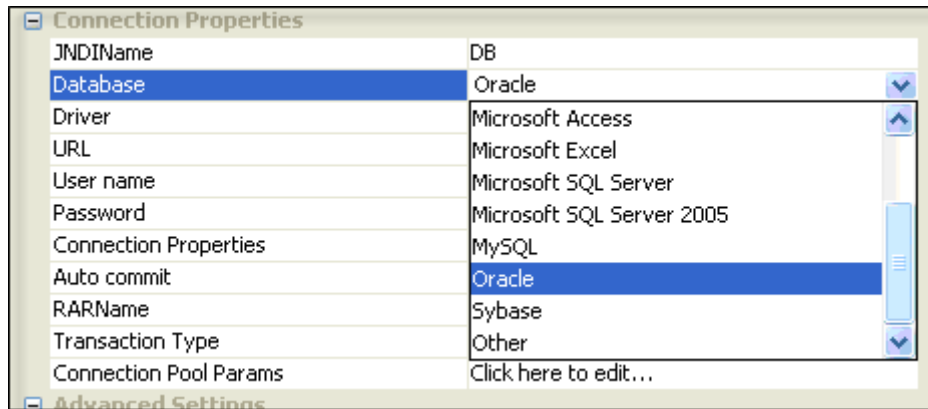 Connection Properties
JNDIName DB
Database Oracle
Driver Microsoft Access
URL Microsoft Excel
User name Microsoft SQL Server
Password Microsoft SQL Server 2005
Connection Properties MySQL
Auto commit Oracle
RARName Sybase
Transaction Type Other
Connection Pool Params Click here to edit...
Advanced Settings